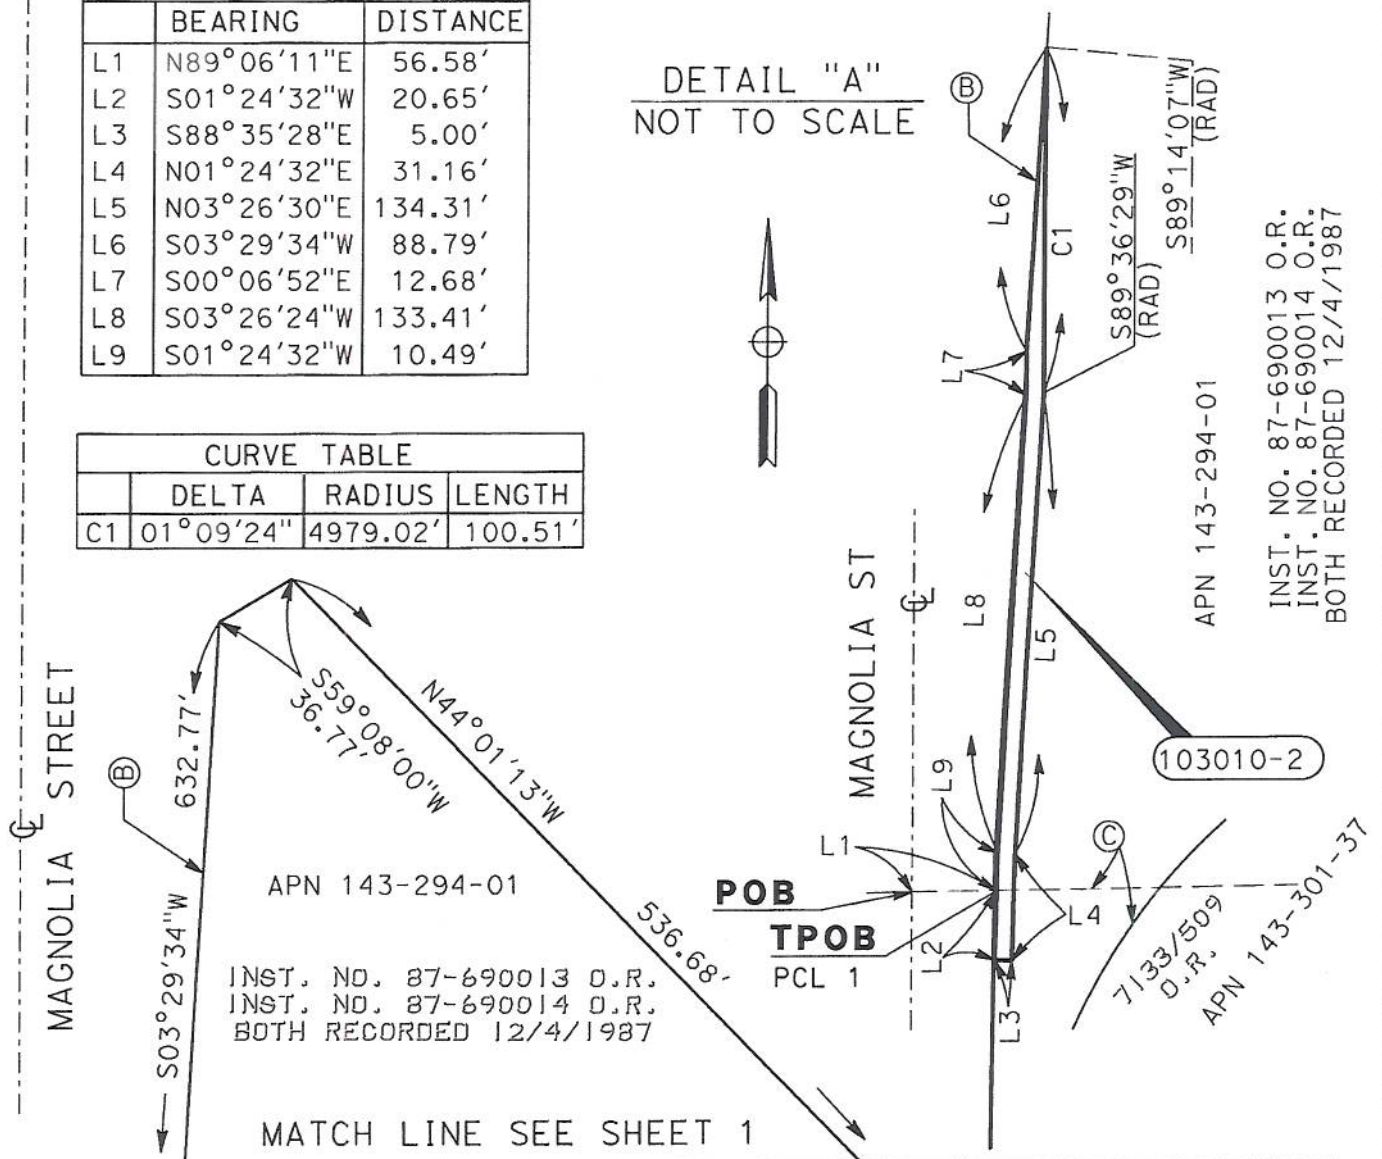 BEARING DISTANCE
L1 N89°06'11"E 56.58'
L2 S01°24'32"W 20.65'
L3 S88°35'28"E 5.00'
L4 N01°24'32"E 31.16'
L5 N03°26'30"E 134.31'
L6 S03°29'34"W 88.79'
L7 S00°06'52"E 12.68'
L8 S03°26'24"W 133.41'
L9 S01°24'32"W 10.49'
CURVE TABLE
DELTA RADIUS LENGTH
C1 01°09'24" 4979.02' 100.51'
DETAIL "A"
NOT TO SCALE
B
L6
C1
S89°14'07"W
(RAD)
S89°36'29"W
(RAD)
L7
APN 143-294-01
INST. NO. 87-690013 O.R.
INST. NO. 87-690014 O.R.
BOTH RECORDED 12/4/1987
MAGNOLIA ST
CL
L8
L5
103010-2
L9
L1
POB
TPOB
PCL 1
L2
L3
L4
C
7133/509
O.R.
APN 143-301-37
MAGNOLIA STREET
CL
B
632.77'
S03°29'34"W
S59°08'00"W
36.77'
N44°01'13"W
536.68'
APN 143-294-01
INST. NO. 87-690013 O.R.
INST. NO. 87-690014 O.R.
BOTH RECORDED 12/4/1987
MATCH LINE SEE SHEET 1